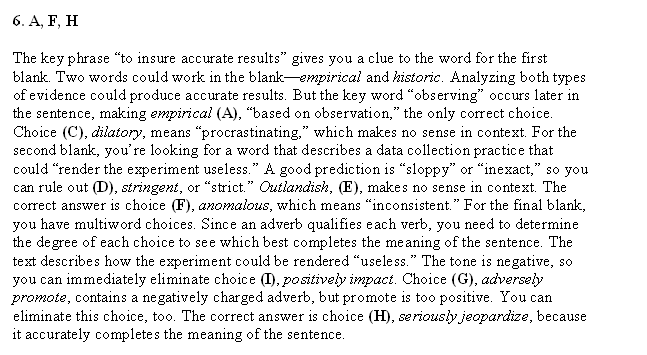 6. A, F, H
The key phrase “to insure accurate results” gives you a clue to the word for the first
blank. Two words could work in the blank—empirical and historic. Analyzing both types
of evidence could produce accurate results. But the key word “observing” occurs later in
the sentence, making empirical (A), “based on observation,” the only correct choice.
Choice (C), dilatory, means “procrastinating,” which makes no sense in context. For the
second blank, you’re looking for a word that describes a data collection practice that
could “render the experiment useless.” A good prediction is “sloppy” or “inexact,” so you
can rule out (D), stringent, or “strict.” Outlandish, (E), makes no sense in context. The
correct answer is choice (F), anomalous, which means “inconsistent.” For the final blank,
you have multiword choices. Since an adverb qualifies each verb, you need to determine
the degree of each choice to see which best completes the meaning of the sentence. The
text describes how the experiment could be rendered “useless.” The tone is negative, so
you can immediately eliminate choice (I), positively impact. Choice (G), adversely
promote, contains a negatively charged adverb, but promote is too positive. You can
eliminate this choice, too. The correct answer is choice (H), seriously jeopardize, because
it accurately completes the meaning of the sentence.